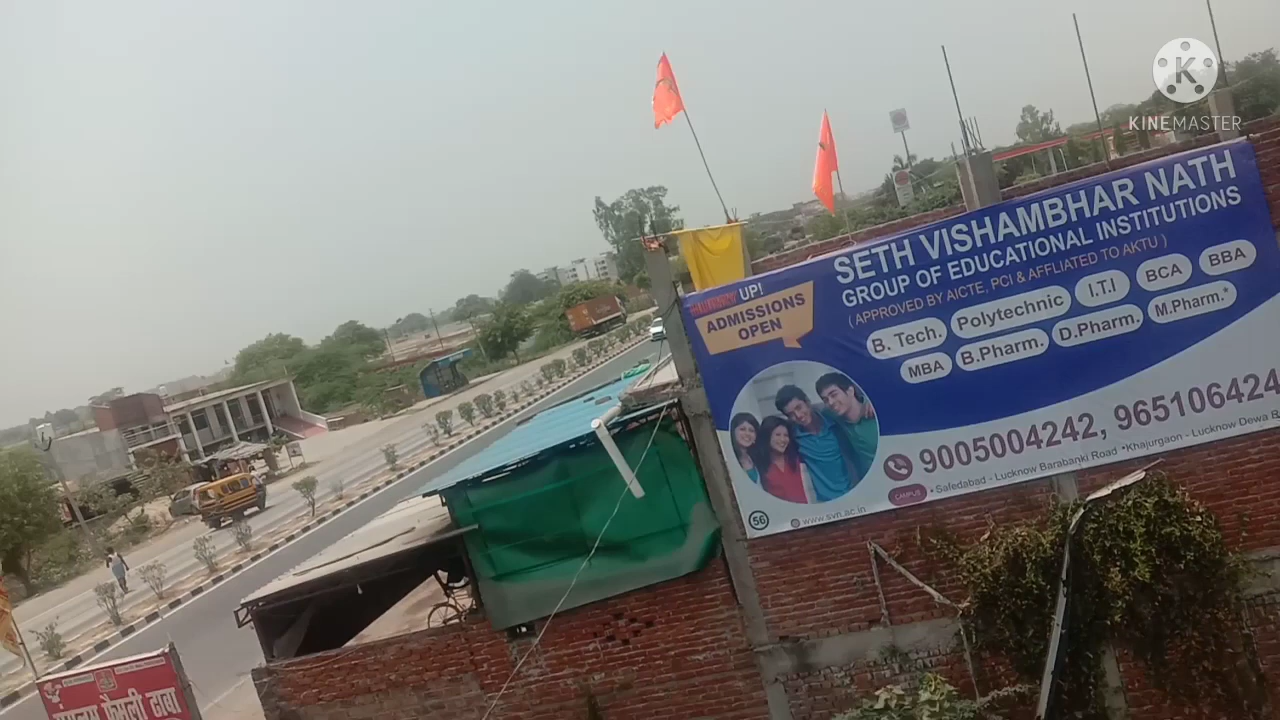 K
KINEMASTER
SETH VISHAMBHAR NATH
GROUP OF EDUCATIONAL INSTITUTIONS
( APPROVED BY AICTE, PCI & AFFLIATED TO AKTU )
UP!
ADMISSIONS
OPEN
B. Tech. Polytechnic I.T.I BCA BBA
MBA B.Pharm. D.Pharm. M.Pharm.*
9005004242, 965106424
CAMPUS • Safedabad - Lucknow Barabanki Road •Khajurgaon - Lucknow Dewa
56 www.svn.ac.in
फैमली ढाबा